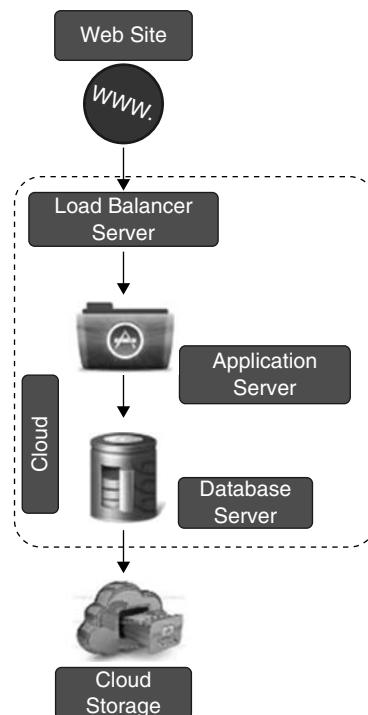 Web Site
WWW.
Load Balancer
Server
Application
Server
Cloud
Database
Server
Cloud
Storage